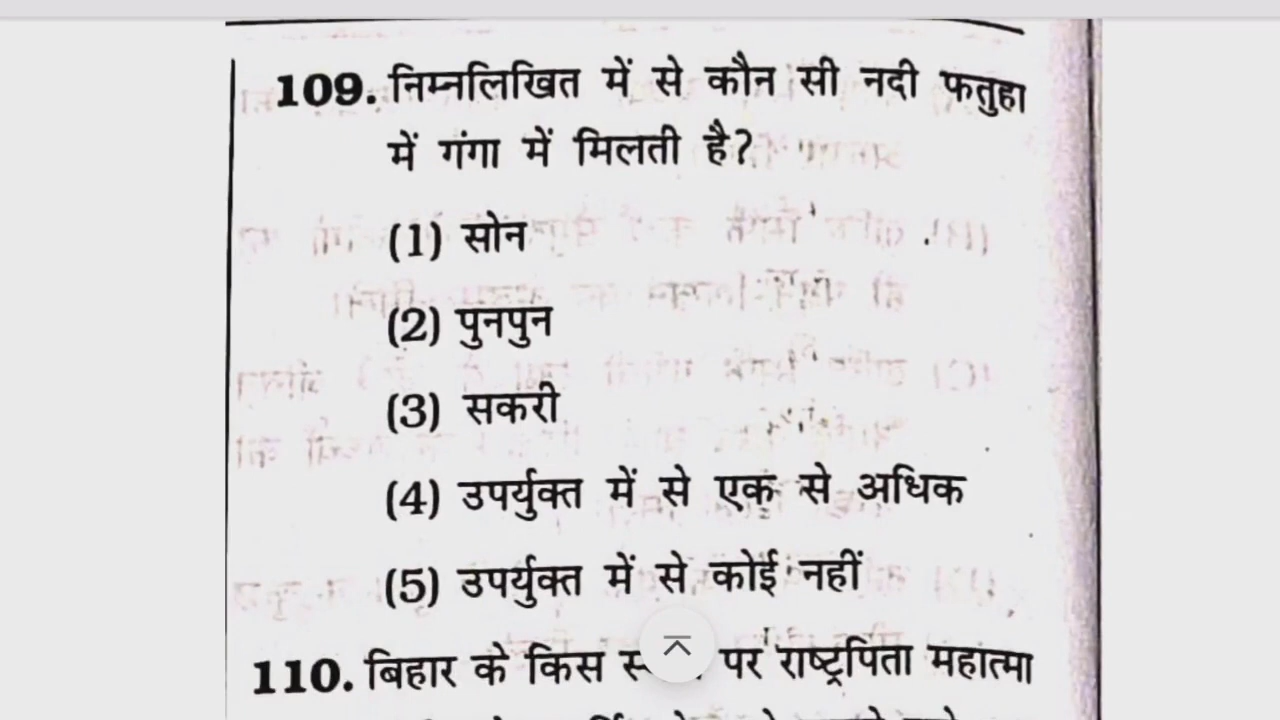 109. निम्नलिखित में से कौन सी नदी फतुहा
में गंगा में मिलती है?
(1) सोन
(2) पुनपुन
(3) सकरी
(4) उपर्युक्त में से एक से अधिक
(5) उपर्युक्त में से कोई नहीं
110. बिहार के किस पर राष्ट्रपिता महात्मा